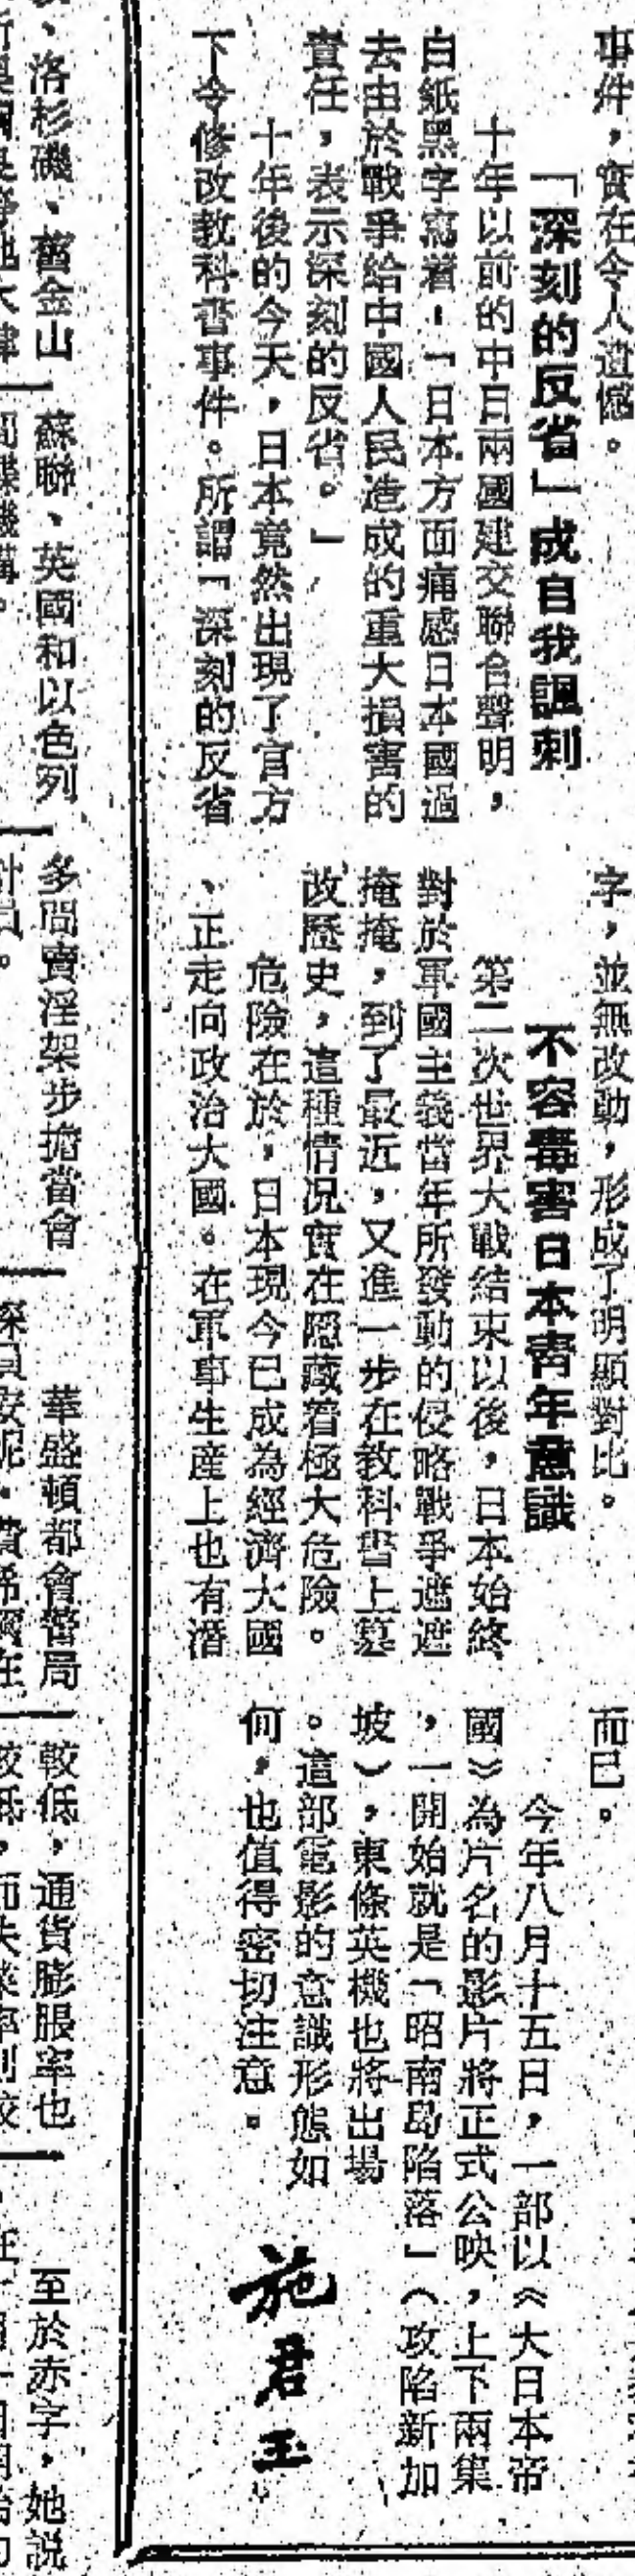 事件，實在令人遺憾。
「深刻的反省」成自我諷刺
十年以前的中日兩國建交聯合聲明，
白紙黑字寫着，「日本方面痛感日本國過
去由於戰爭給中國人民造成的重大損害的
責任，表示深刻的反省。」
十年後的今天，日本竟然出現了官方
下令修改教科書事件。所謂「深刻的反省
字，並無改動，形成了明顯對比。
不容毒害日本靑年意識
第二次世界大戰結束以後，日本始終
對於軍國主義當年所發動的侵略戰爭遮遮
掩掩，到了最近，又進一步在教科書上篡
改歷史，這種情況實在隱藏着極大危險。
危險在於，日本現今已成為經濟大國
、正走向政治大國。在軍事生產上也有潛
而已。
今年八月十五日，一部以《大日本帝
國》為片名的影片將正式公映，上下兩集
，一開始就是「昭南島陷落」（攻陷新加
坡），東條英機也將出場
。這部電影的意識形態如
何，也值得密切注意。
施君玉
、洛杉磯、舊金山
蘇聯、英國和以色列
間諜機構。
多間賣淫架步擔當會
華盛頓都會警局
較低，通貨膨脹率也
較低，而失業率則較
至於赤字，她說